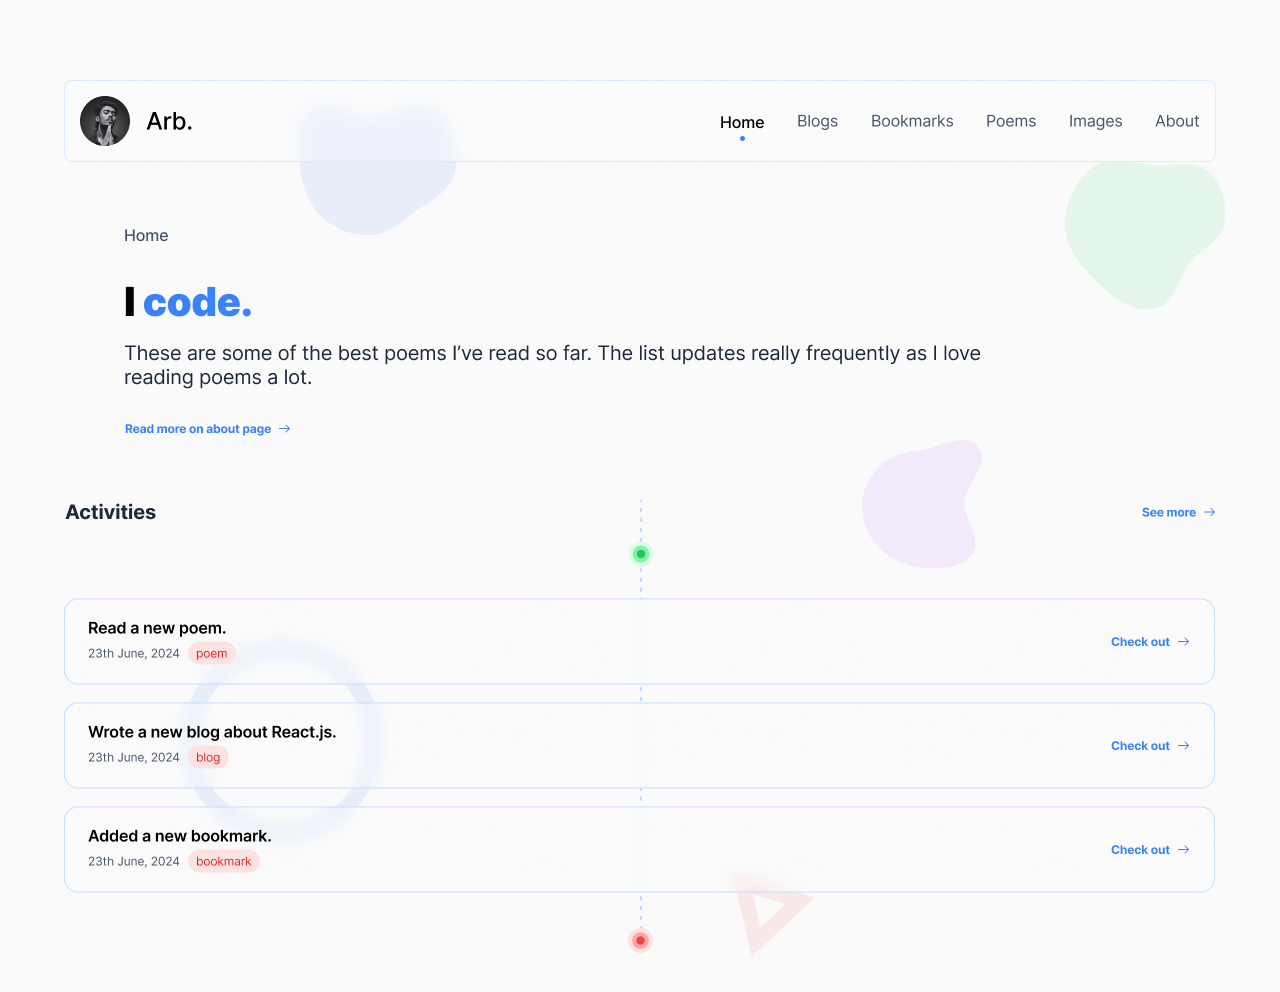 Arb.
Home Blogs Bookmarks Poems Images About
Home
I code.
These are some of the best poems I’ve read so far. The list updates really frequently as I love
reading poems a lot.
Read more on about page
Activities
See more
Read a new poem.
23th June, 2024 poem
Check out
Wrote a new blog about React.js.
23th June, 2024 blog
Check out
Added a new bookmark.
23th June, 2024 bookmark
Check out